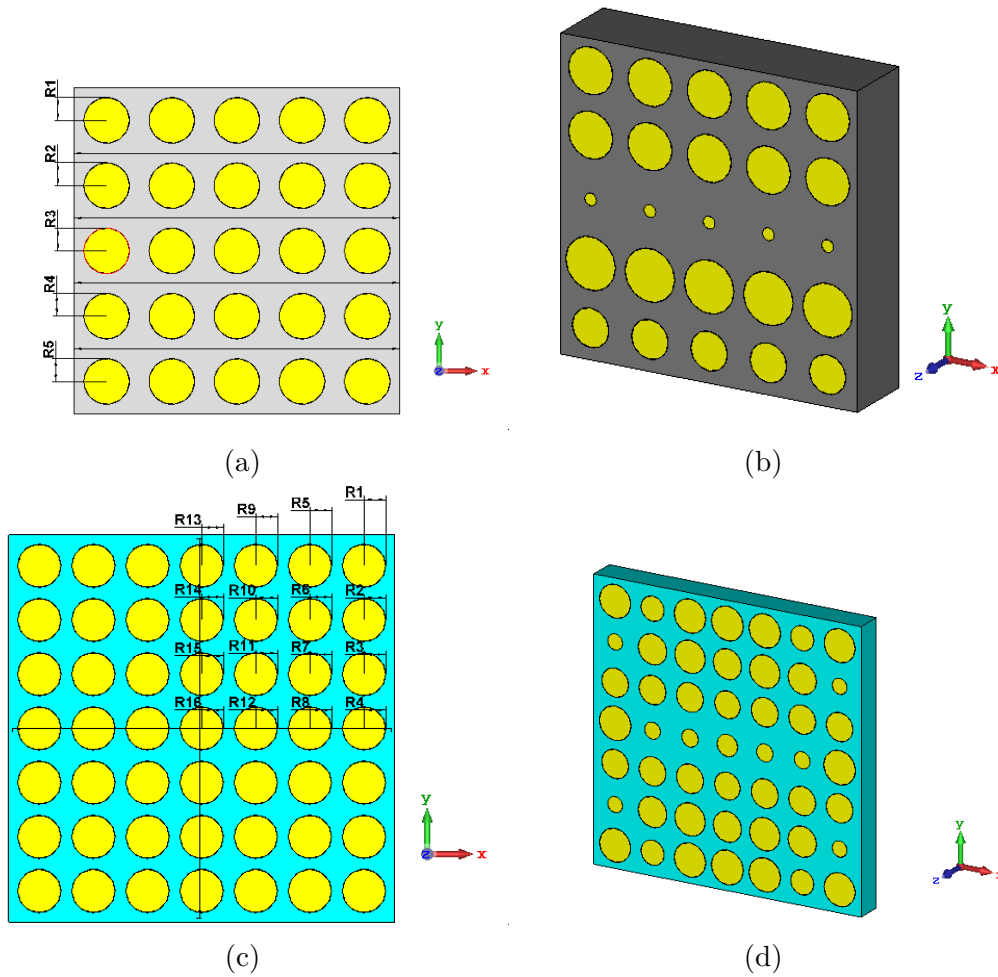 R1
R2
R3
R4
R5
y
z
x
y
z
x
(a)
(b)
R13 R9 R5 R1
R14 R10 R6 R2
R15 R11 R7 R3
R16 R12 R8 R4
y
z
x
y
z
x
(c)
(d)